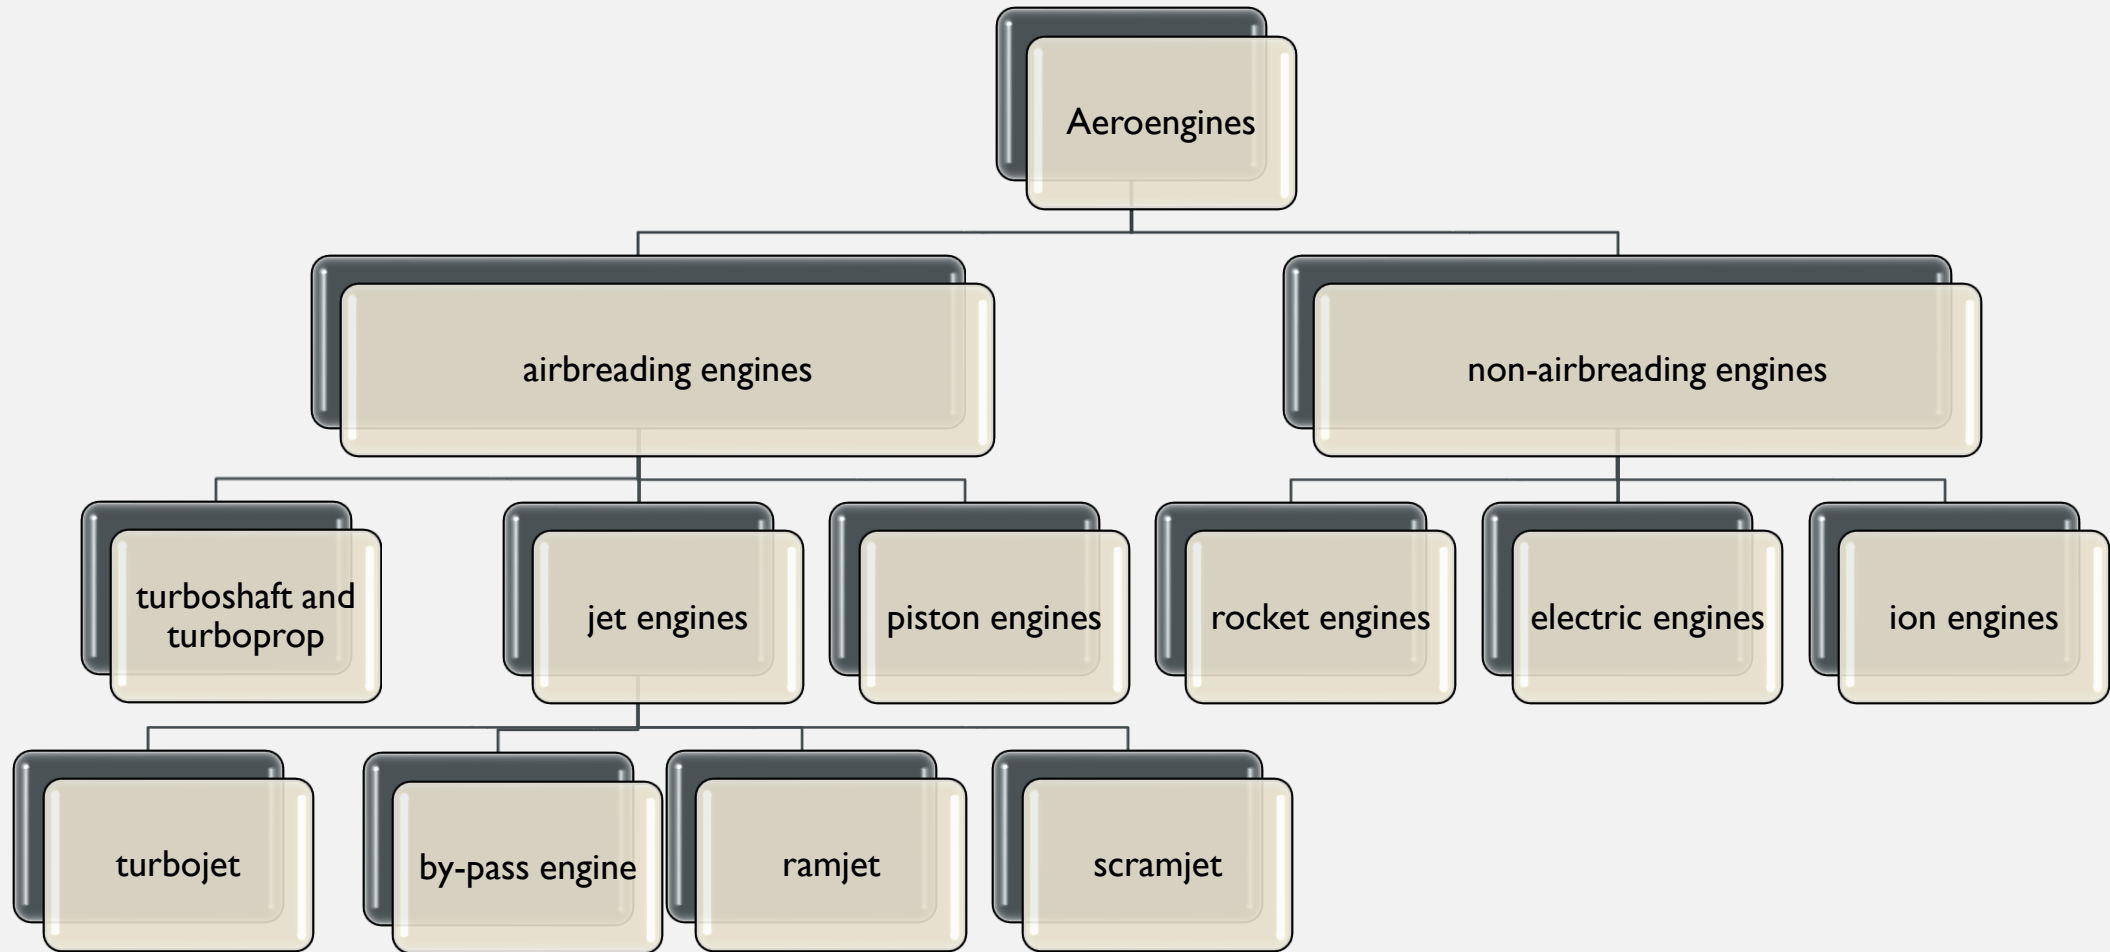 Aeroengines
airbreading engines
non-airbreading engines
turboshaft and
turboprop
jet engines
piston engines
rocket engines
electric engines
ion engines
turbojet
by-pass engine
ramjet
scramjet